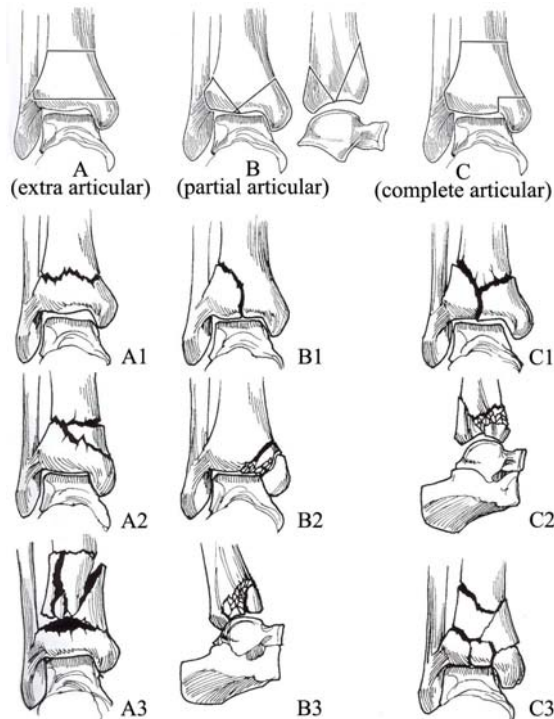 A B C
(extra articular) (partial articular) (complete articular)
A1 B1 C1
A2 B2 C2
A3 B3 C3